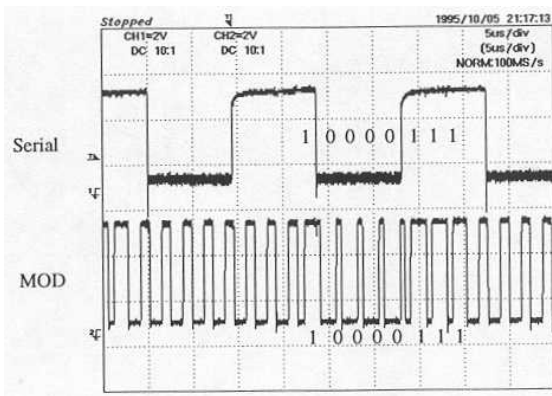 Stopped 1995/10/05 21:17:13
CH1=2V CH2=2V 5us/div
DC 10:1 DC 10:1 (5us/div)
NORM:100MS/s
1 0 0 0 0 1 1 1
Serial
MOD
1 0 0 0 0 1 1 1